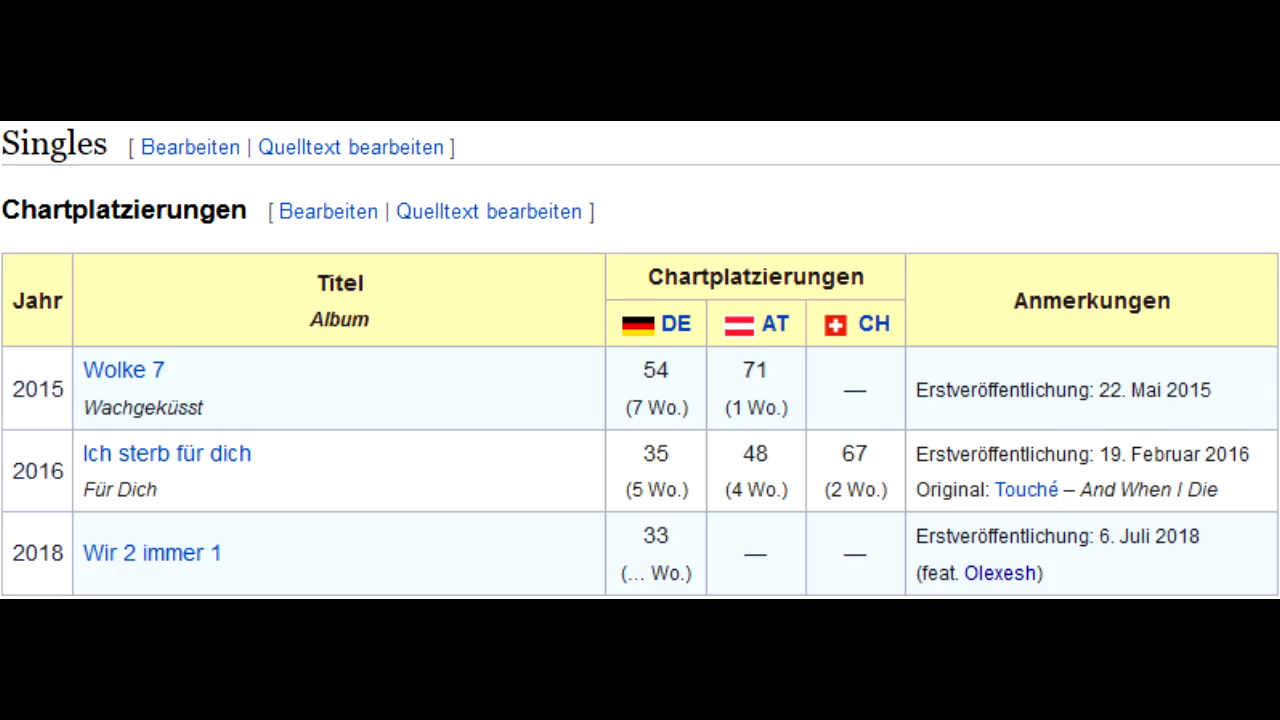 Singles [ Bearbeiten | Quelltext bearbeiten ]
Chartplatzierungen [ Bearbeiten | Quelltext bearbeiten ]
Jahr
Titel
Album
Chartplatzierungen
DE AT CH
Anmerkungen
2015
Wolke 7
Wachgeküsst
54
(7 Wo.)
71
(1 Wo.)
—
Erstveröffentlichung: 22. Mai 2015
2016
Ich sterb für dich
Für Dich
35
(5 Wo.)
48
(4 Wo.)
67
(2 Wo.)
Erstveröffentlichung: 19. Februar 2016
Original: Touché – And When I Die
2018
Wir 2 immer 1
33
(... Wo.)
—
—
Erstveröffentlichung: 6. Juli 2018
(feat. Olexesh)